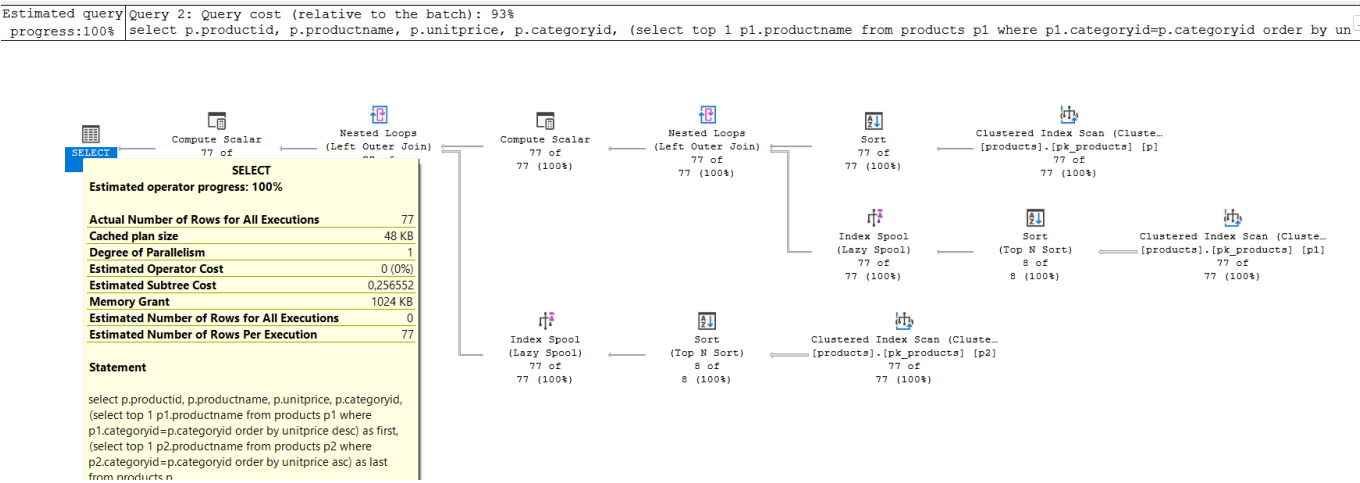 Estimated query
progress:100%
Query 2: Query cost (relative to the batch): 93%
select p.productid, p.productname, p.unitprice, p.categoryid, (select top 1 p1.productname from products p1 where p1.categoryid=p.categoryid order by un
SELECT
Compute Scalar
77 of
Nested Loops
(Left Outer Join)
Compute Scalar
77 of
77 (100%)
Nested Loops
(Left Outer Join)
77 of
77 (100%)
Sort
77 of
77 (100%)
Clustered Index Scan (Cluste…
[products].[pk_products] [p]
77 of
77 (100%)
Index Spool
(Lazy Spool)
77 of
77 (100%)
Sort
(Top N Sort)
8 of
8 (100%)
Clustered Index Scan (Cluste…
[products].[pk_products] [p1]
77 of
77 (100%)
Index Spool
(Lazy Spool)
77 of
77 (100%)
Sort
(Top N Sort)
8 of
8 (100%)
Clustered Index Scan (Cluste…
[products].[pk_products] [p2]
77 of
77 (100%)
SELECT
Estimated operator progress: 100%
Actual Number of Rows for All Executions 77
Cached plan size 48 KB
Degree of Parallelism 1
Estimated Operator Cost 0 (0%)
Estimated Subtree Cost 0,256552
Memory Grant 1024 KB
Estimated Number of Rows for All Executions 0
Estimated Number of Rows Per Execution 77
Statement
select p.productid, p.productname, p.unitprice, p.categoryid,
(select top 1 p1.productname from products p1 where
p1.categoryid=p.categoryid order by unitprice desc) as first,
(select top 1 p2.productname from products p2 where
p2.categoryid=p.categoryid order by unitprice asc) as last
from products p